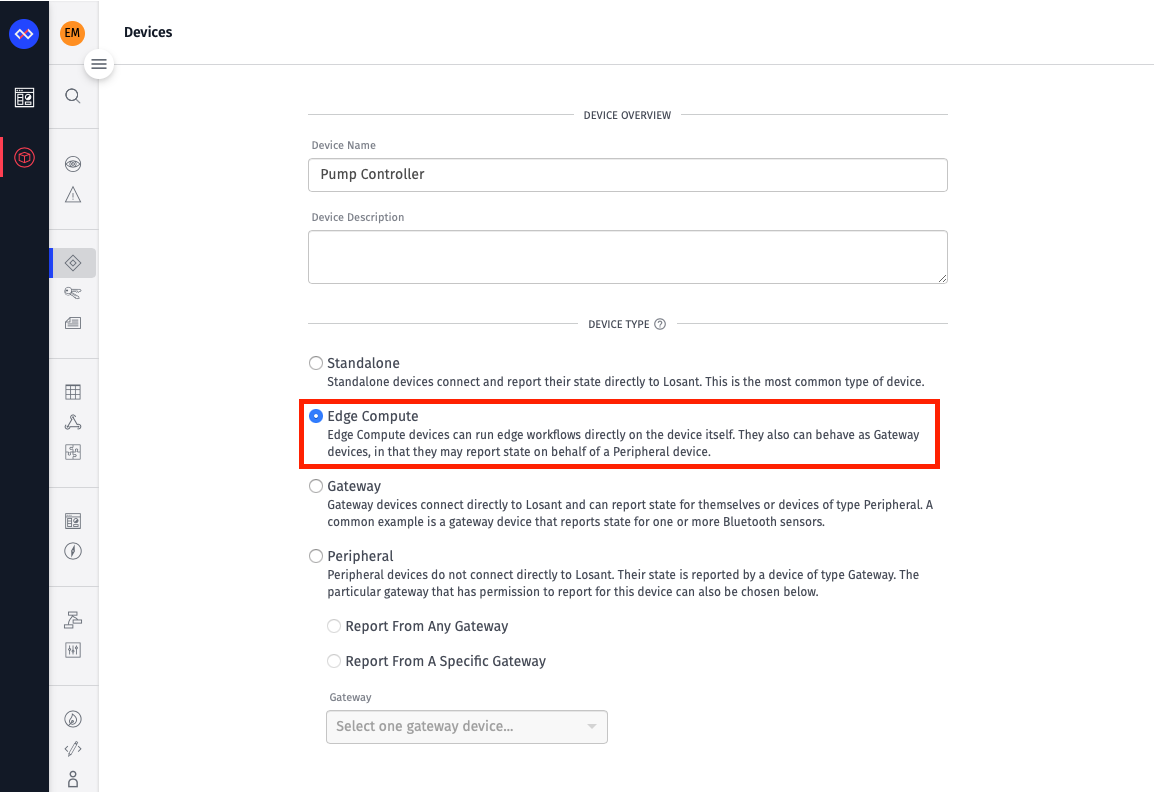 EM
Devices
DEVICE OVERVIEW
Device Name
Pump Controller
Device Description
DEVICE TYPE ?
Standalone
Standalone devices connect and report their state directly to Losant. This is the most common type of device.
Edge Compute
Edge Compute devices can run edge workflows directly on the device itself. They also can behave as Gateway
devices, in that they may report state on behalf of a Peripheral device.
Gateway
Gateway devices connect directly to Losant and can report state for themselves or devices of type Peripheral. A
common example is a gateway device that reports state for one or more Bluetooth sensors.
Peripheral
Peripheral devices do not connect directly to Losant. Their state is reported by a device of type Gateway. The
particular gateway that has permission to report for this device can also be chosen below.
Report From Any Gateway
Report From A Specific Gateway
Gateway
Select one gateway device...